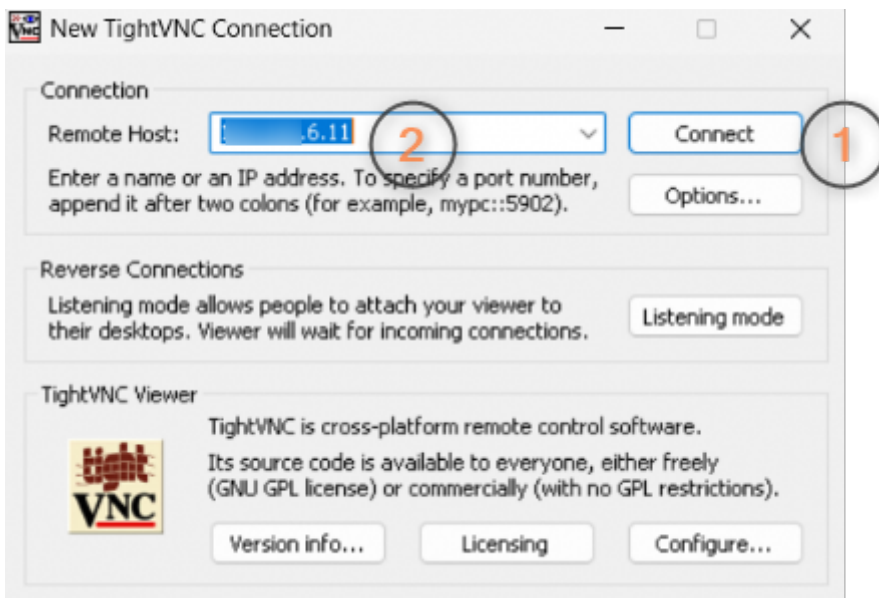 New TightVNC Connection
Connection
Remote Host: .6.11 2 Connect 1
Enter a name or an IP address. To specify a port number,
append it after two colons (for example, mypc::5902). Options...
Reverse Connections
Listening mode allows people to attach your viewer to
their desktops. Viewer will wait for incoming connections. Listening mode
TightVNC Viewer
TightVNC is cross-platform remote control software.
Its source code is available to everyone, either freely
(GNU GPL license) or commercially (with no GPL restrictions).
tight
VNC
Version info... Licensing Configure...